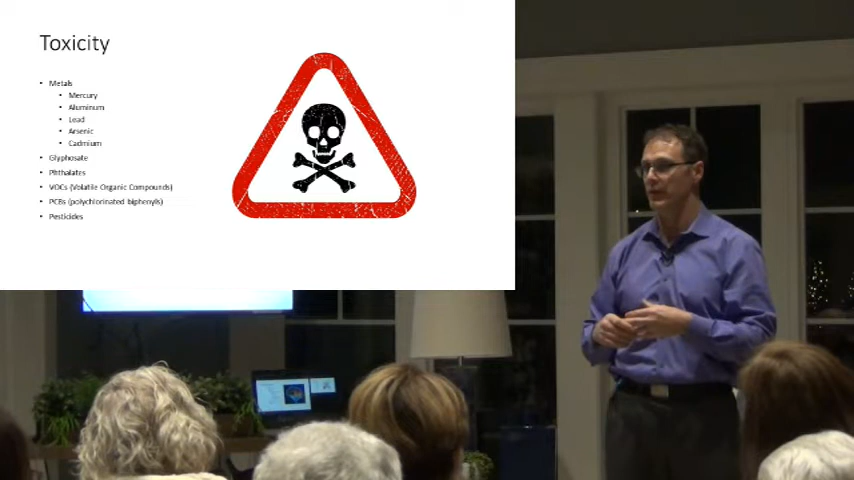 Toxicity
• Metals
• Mercury
• Aluminum
• Lead
• Arsenic
• Cadmium
• Glyphosate
• Phthalates
• VOCs (Volatile Organic Compounds)
• PCBs (polychlorinated biphenyls)
• Pesticides